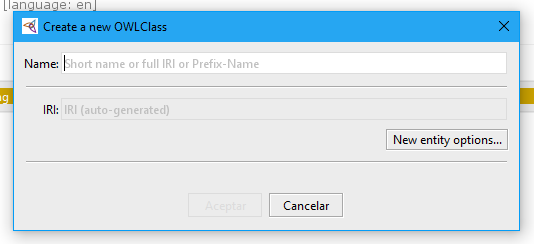 [language: en]
Create a new OWLClass
Name: Short name or full IRI or Prefix-Name
ng
IRI: IRI (auto-generated)
New entity options...
Aceptar Cancelar